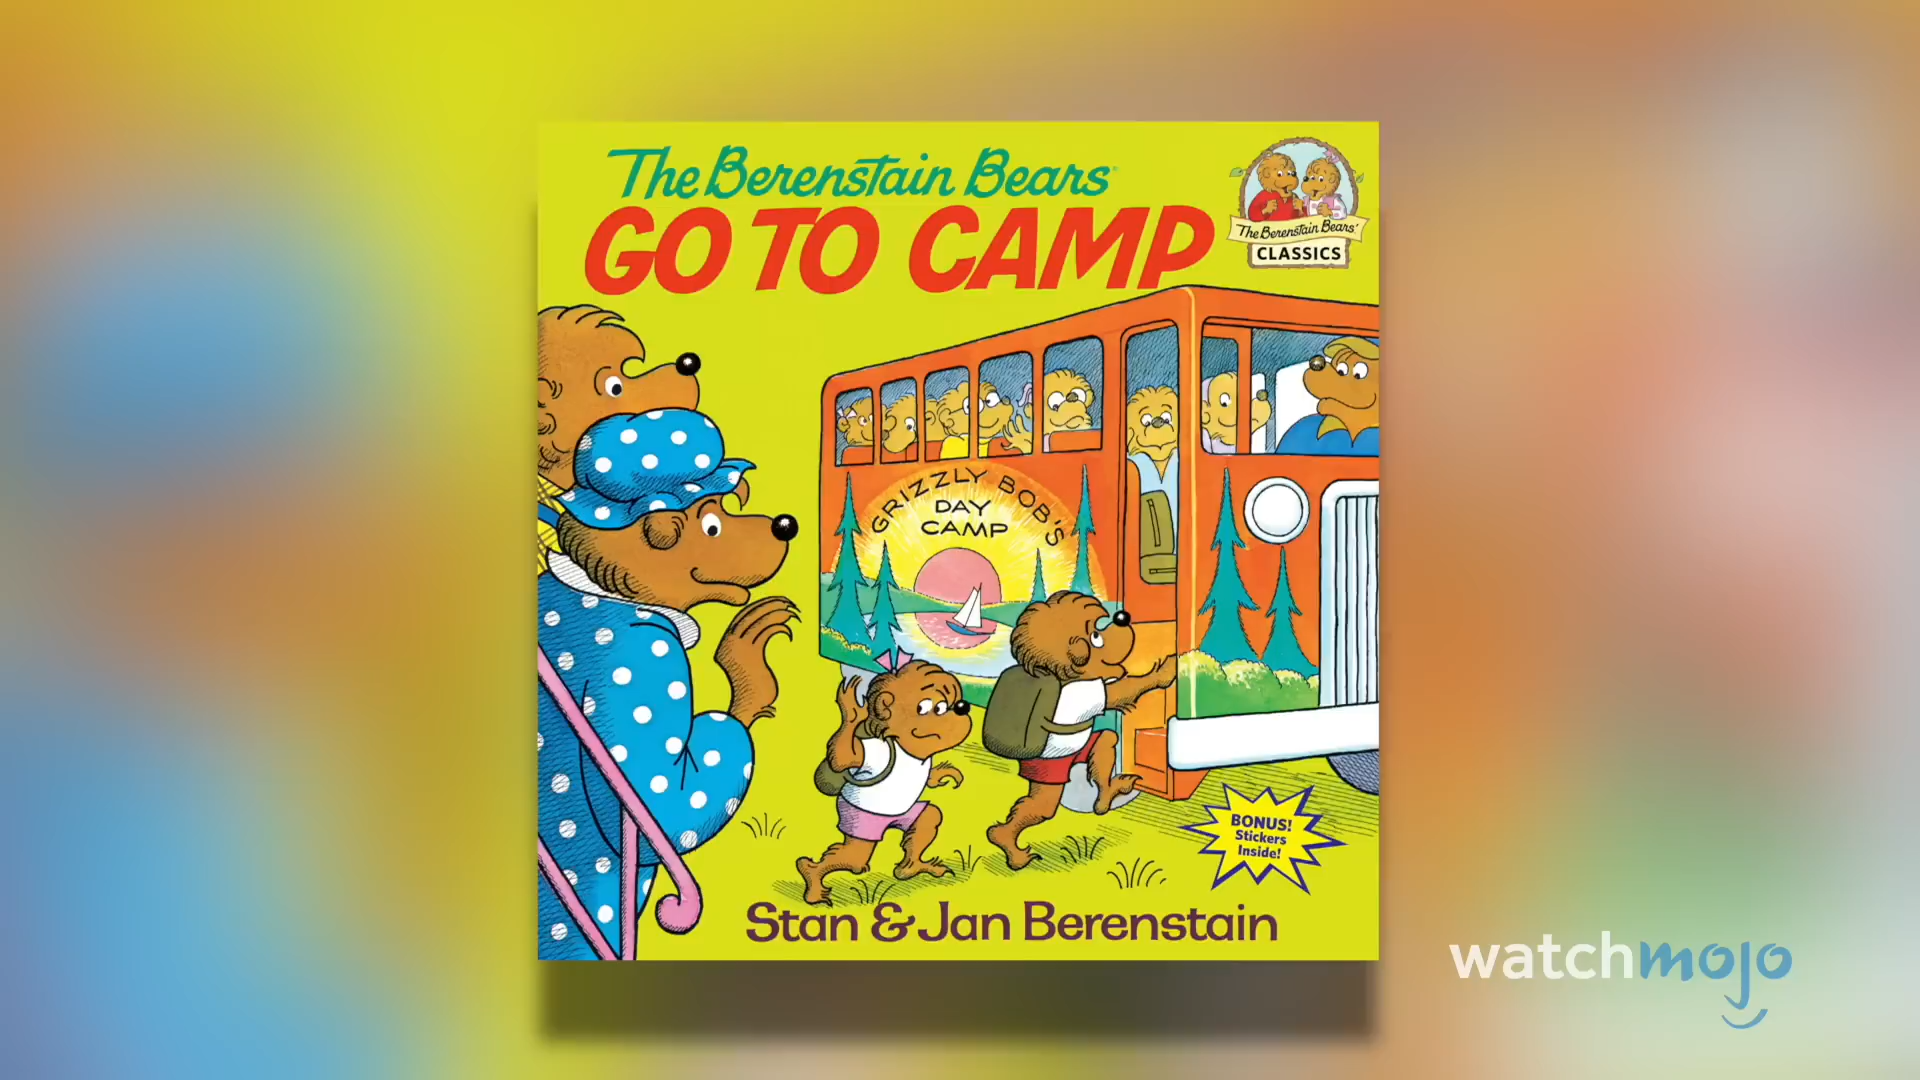 The Berenstain Bears
GO TO CAMP
The Berenstain Bears'
CLASSICS
GRIZZLY BOB'S
DAY
CAMP
BONUS!
Stickers
Inside!
Stan & Jan Berenstain
watchmojo